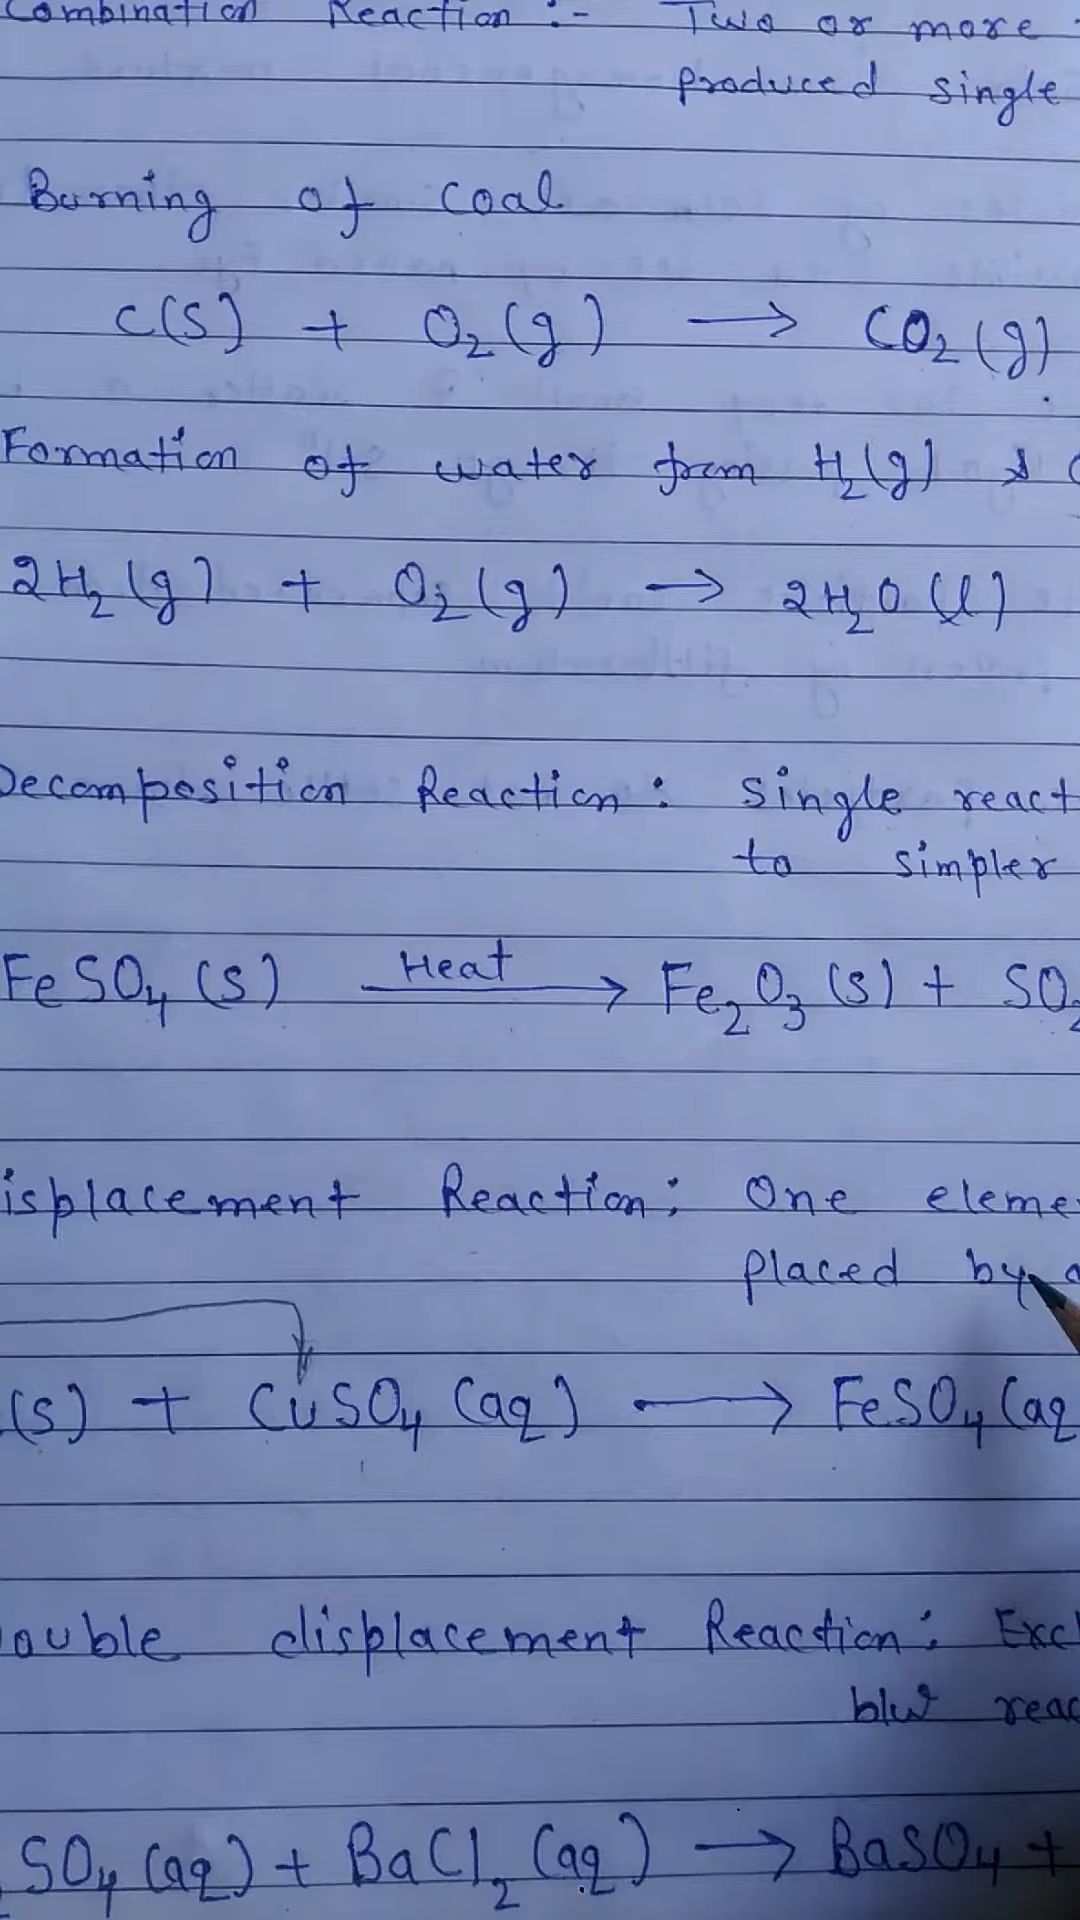 Combination Reaction :- Two or more
produced single
Burning of coal
C(s) + O₂(g) → CO₂(g)
Formation of water from H₂(g) &
2H₂(g) + O₂(g) → 2H₂O(l)
Decomposition Reaction: Single react
to simpler
FeSO₄(s) Heat → Fe₂O₃(s) + SO₂
isplacement Reaction: One eleme
placed by
(s) + CuSO₄(aq) → FeSO₄(aq
ouble displacement Reaction: Exc
b/w reac
SO₄(aq) + BaCl₂(aq) → BaSO₄ +